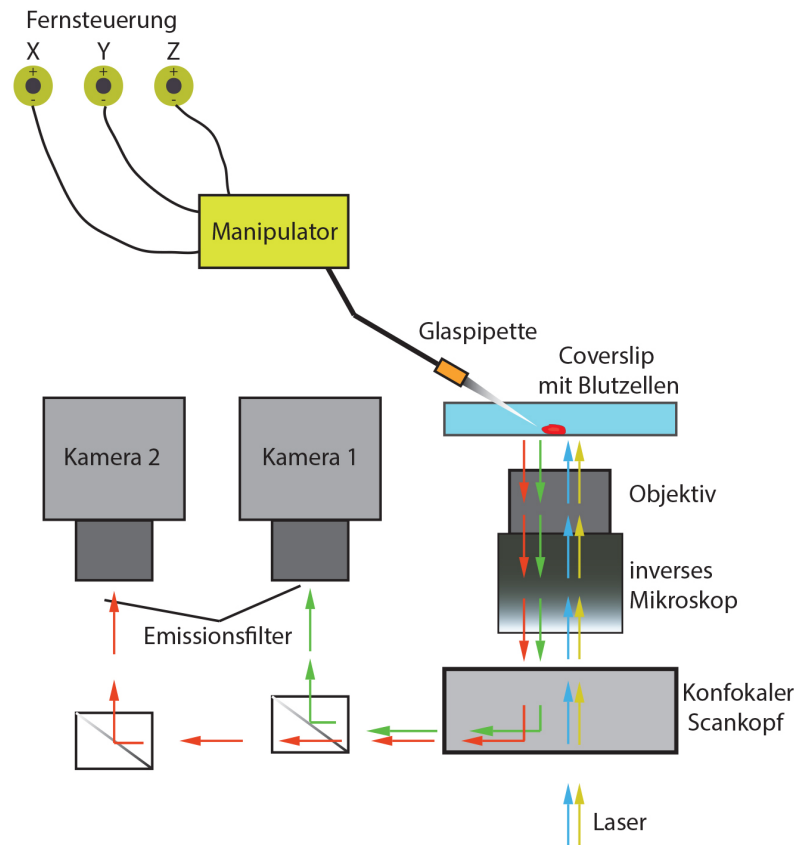 Fernsteuerung
X Y Z
+ + +
- - -
Manipulator
Glaspipette
Coverslip
mit Blutzellen
Kamera 2
Kamera 1
Objektiv
inverses
Mikroskop
Emissionsfilter
Konfokaler
Scankopf
Laser